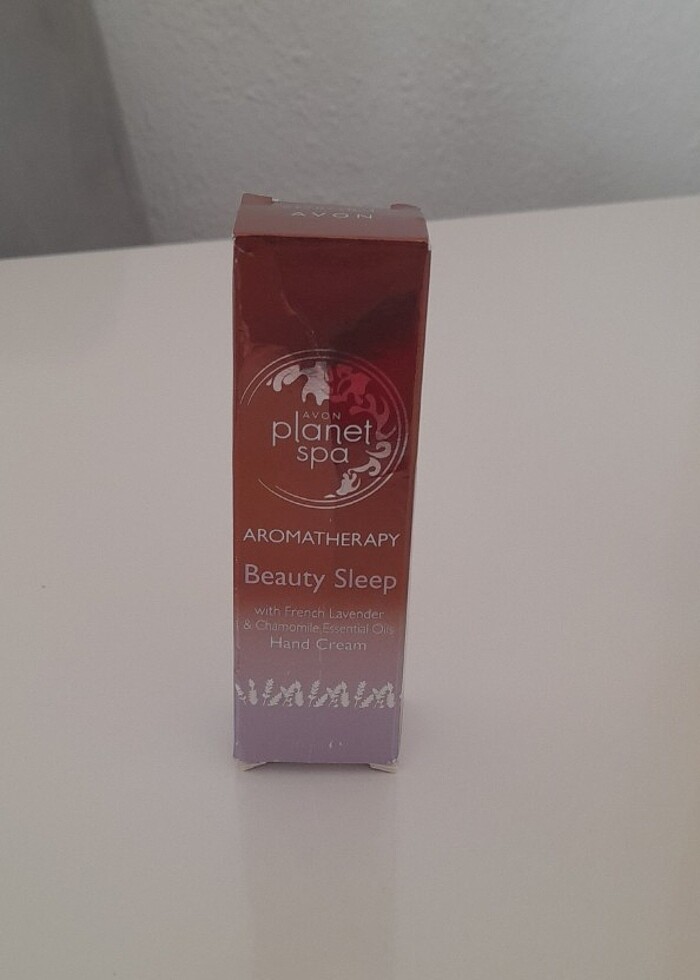 AVON
AVON
planet
spa
AROMATHERAPY
Beauty Sleep
with French Lavender
& Chamomile Essential Oils
Hand Cream